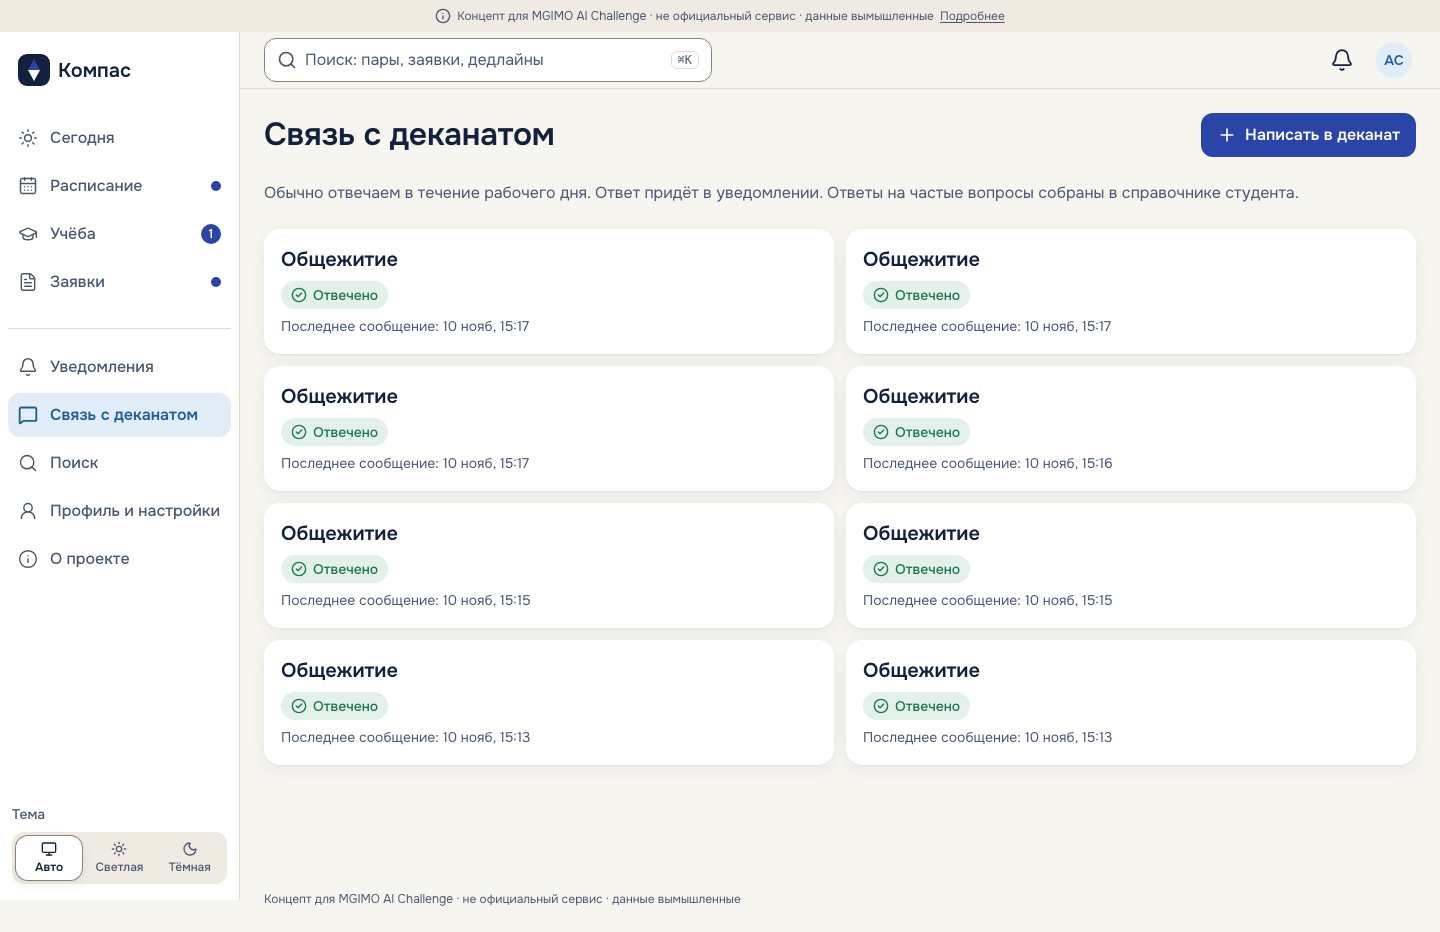 Концепт для MGIMO AI Challenge · не официальный сервис · данные вымышленные Подробнее
Компас
Поиск: пары, заявки, дедлайны
⌘K
АС
Сегодня
Расписание
Учёба
1
Заявки
Уведомления
Связь с деканатом
Поиск
Профиль и настройки
О проекте
Тема
Авто
Светлая
Тёмная
Связь с деканатом
Написать в деканат
Обычно отвечаем в течение рабочего дня. Ответ придёт в уведомлении. Ответы на частые вопросы собраны в справочнике студента.
Общежитие
Отвечено
Последнее сообщение: 10 нояб, 15:17
Общежитие
Отвечено
Последнее сообщение: 10 нояб, 15:17
Общежитие
Отвечено
Последнее сообщение: 10 нояб, 15:17
Общежитие
Отвечено
Последнее сообщение: 10 нояб, 15:16
Общежитие
Отвечено
Последнее сообщение: 10 нояб, 15:15
Общежитие
Отвечено
Последнее сообщение: 10 нояб, 15:15
Общежитие
Отвечено
Последнее сообщение: 10 нояб, 15:13
Общежитие
Отвечено
Последнее сообщение: 10 нояб, 15:13
Концепт для MGIMO AI Challenge · не официальный сервис · данные вымышленные